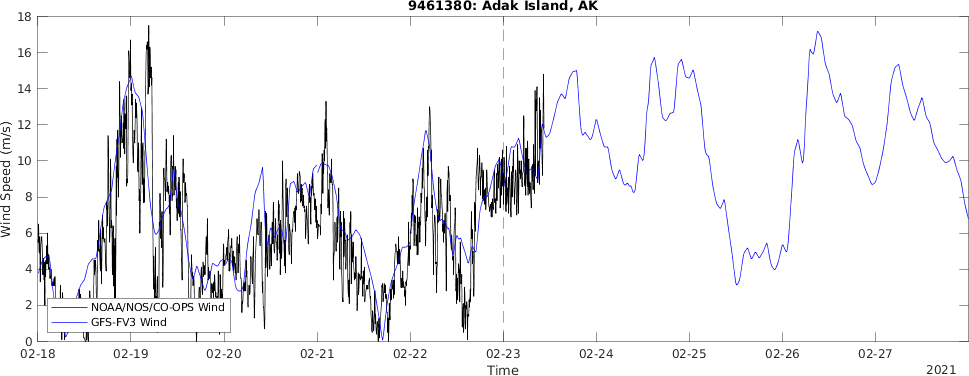 9461380: Adak Island, AK
18
16
14
12
10
8
6
4
2
0
Wind Speed (m/s)
NOAA/NOS/CO-OPS Wind
GFS-FV3 Wind
02-18 02-19 02-20 02-21 02-22 02-23 02-24 02-25 02-26 02-27
Time
2021